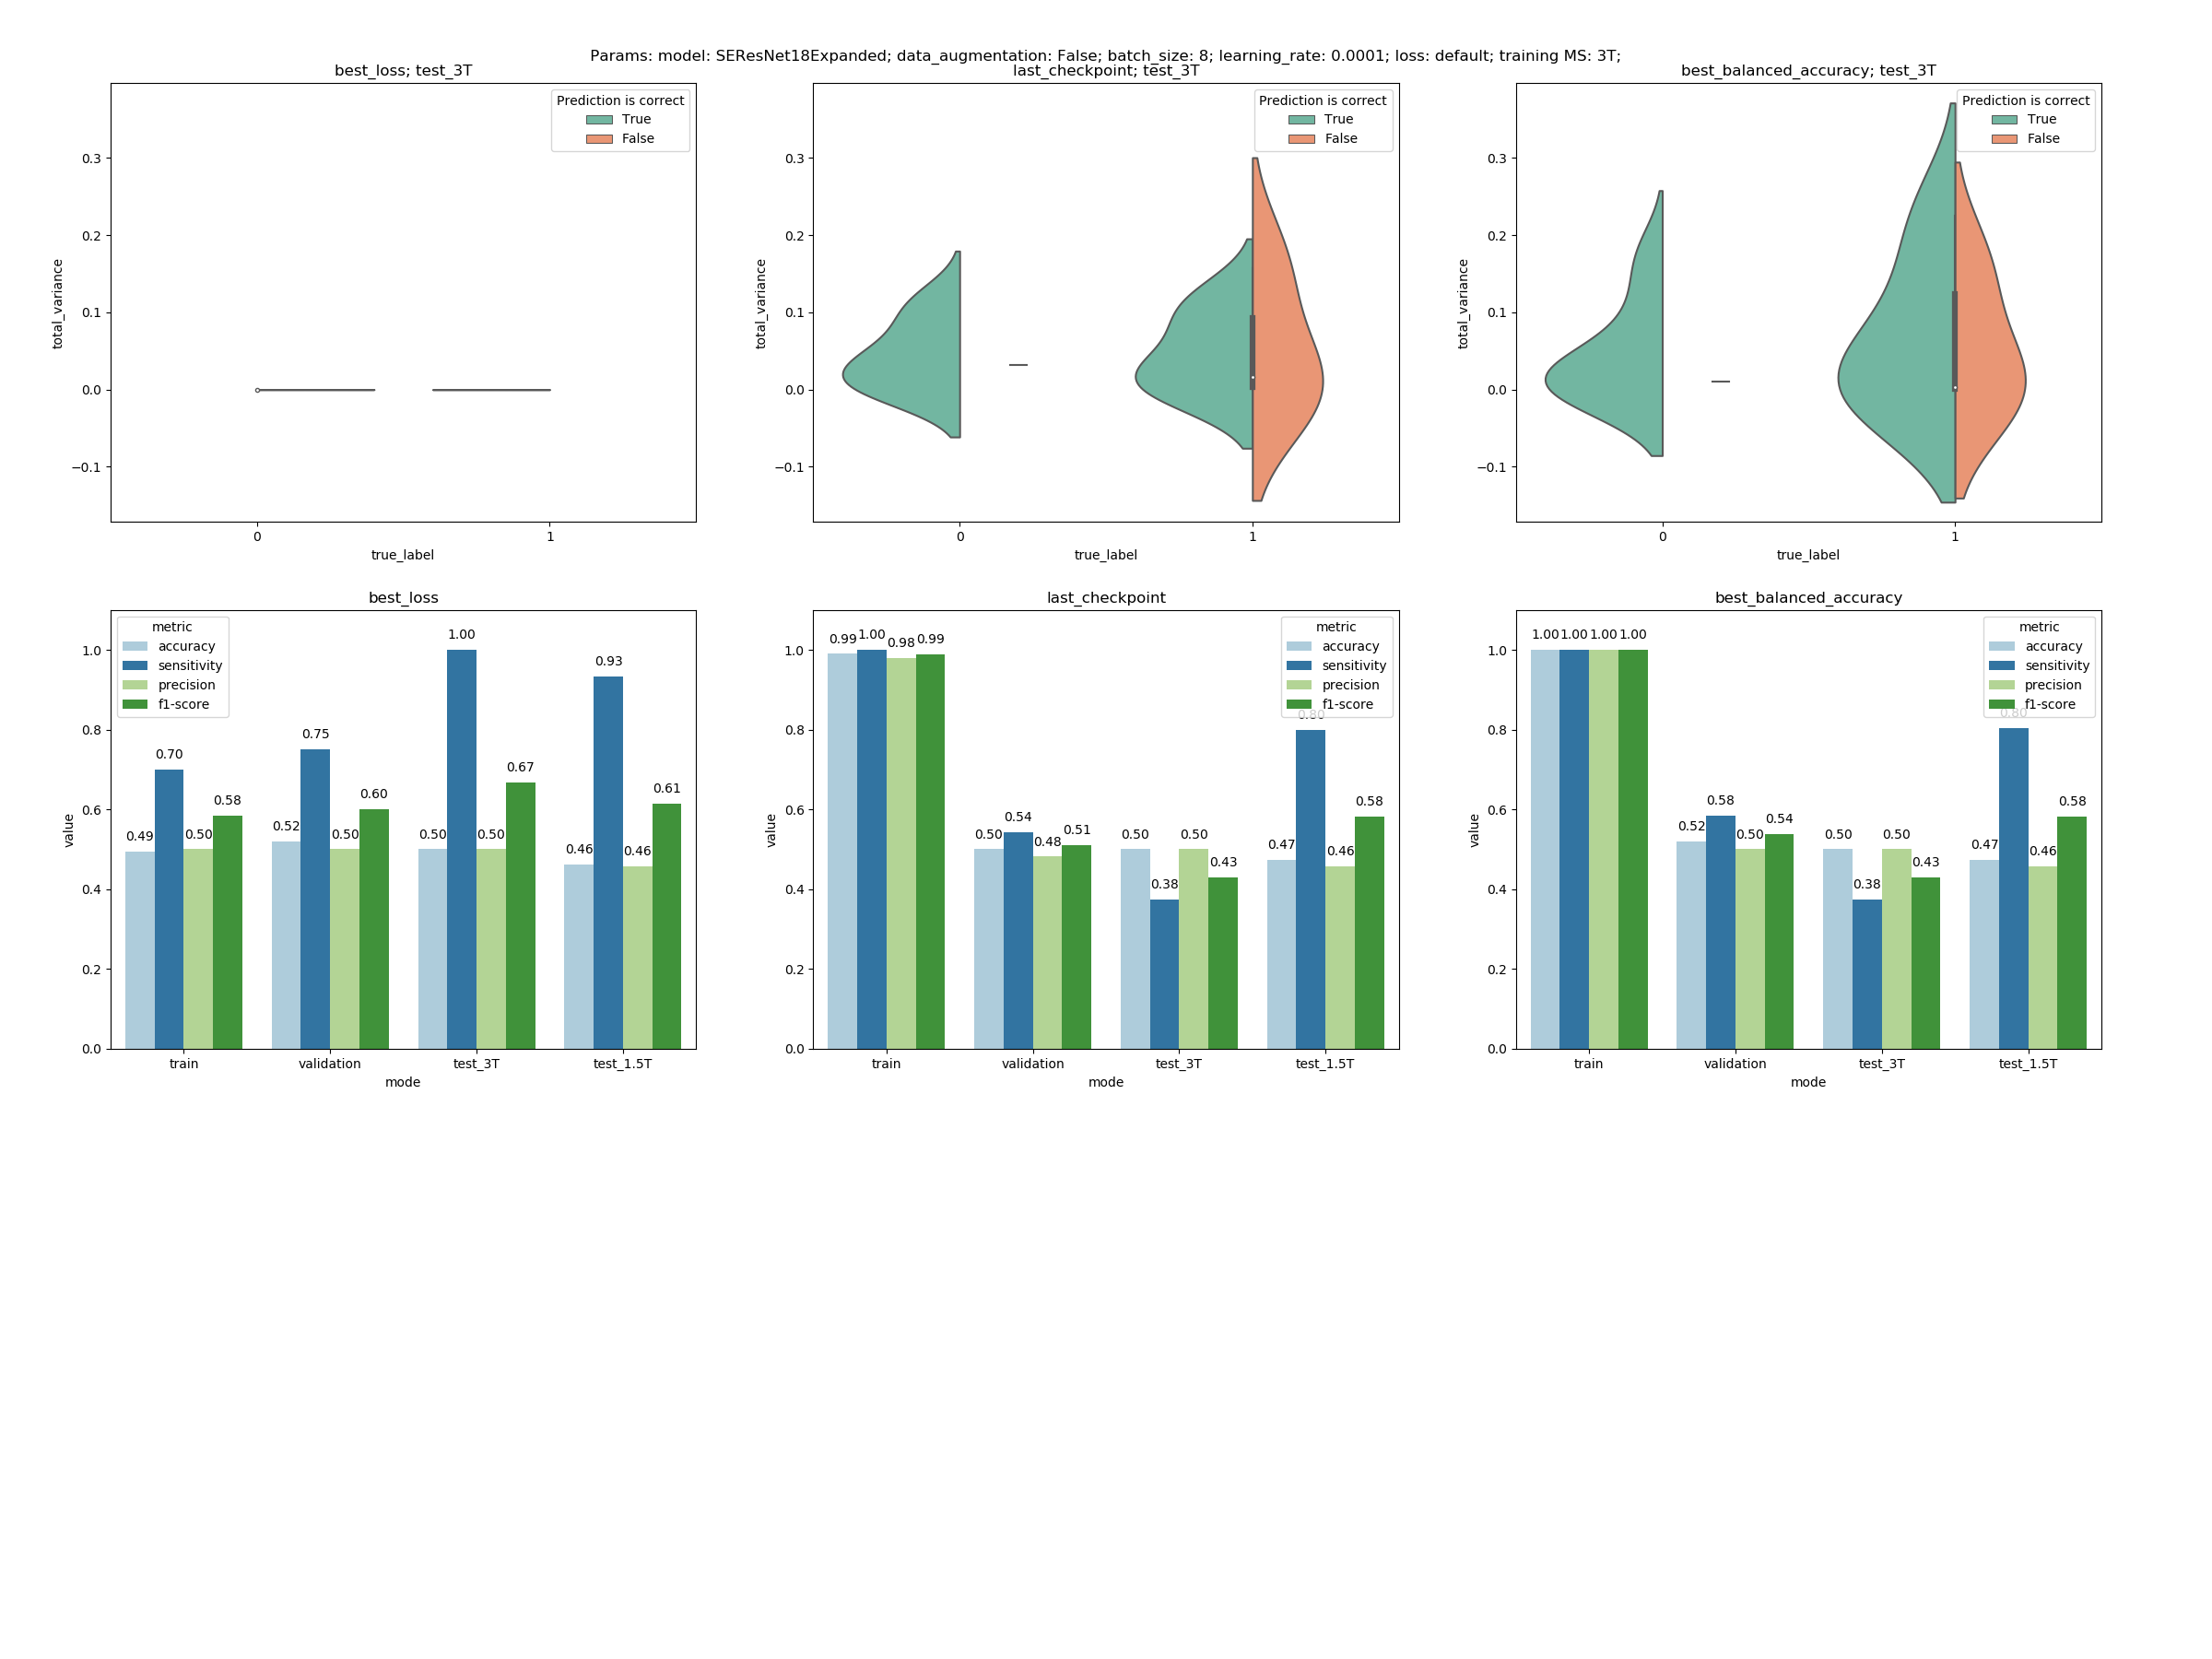 Params: model: SEResNet18Expanded; data_augmentation: False; batch_size: 8; learning_rate: 0.0001; loss: default; training MS: 3T;
best_loss; test_3T
Prediction is correct
True
False
0.3
0.2
0.1
0.0
−0.1
total_variance
0
1
true_label
last_checkpoint; test_3T
Prediction is correct
True
False
0.3
0.2
0.1
0.0
−0.1
total_variance
0
1
true_label
best_balanced_accuracy; test_3T
Prediction is correct
True
False
0.3
0.2
0.1
0.0
−0.1
total_variance
0
1
true_label
best_loss
metric
accuracy
sensitivity
precision
f1-score
1.0
0.8
0.6
0.4
0.2
0.0
value
0.49
0.70
0.50
0.58
0.52
0.75
0.50
0.60
0.50
1.00
0.50
0.67
0.46
0.93
0.46
0.61
train
validation
test_3T
test_1.5T
mode
last_checkpoint
metric
accuracy
sensitivity
precision
f1-score
1.0
0.8
0.6
0.4
0.2
0.0
value
0.99
1.00
0.98
0.99
0.50
0.54
0.48
0.51
0.50
0.38
0.50
0.43
0.47
0.80
0.46
0.58
train
validation
test_3T
test_1.5T
mode
best_balanced_accuracy
metric
accuracy
sensitivity
precision
f1-score
1.0
0.8
0.6
0.4
0.2
0.0
value
1.00
1.00
1.00
1.00
0.52
0.58
0.50
0.54
0.50
0.38
0.50
0.43
0.47
0.80
0.46
0.58
train
validation
test_3T
test_1.5T
mode